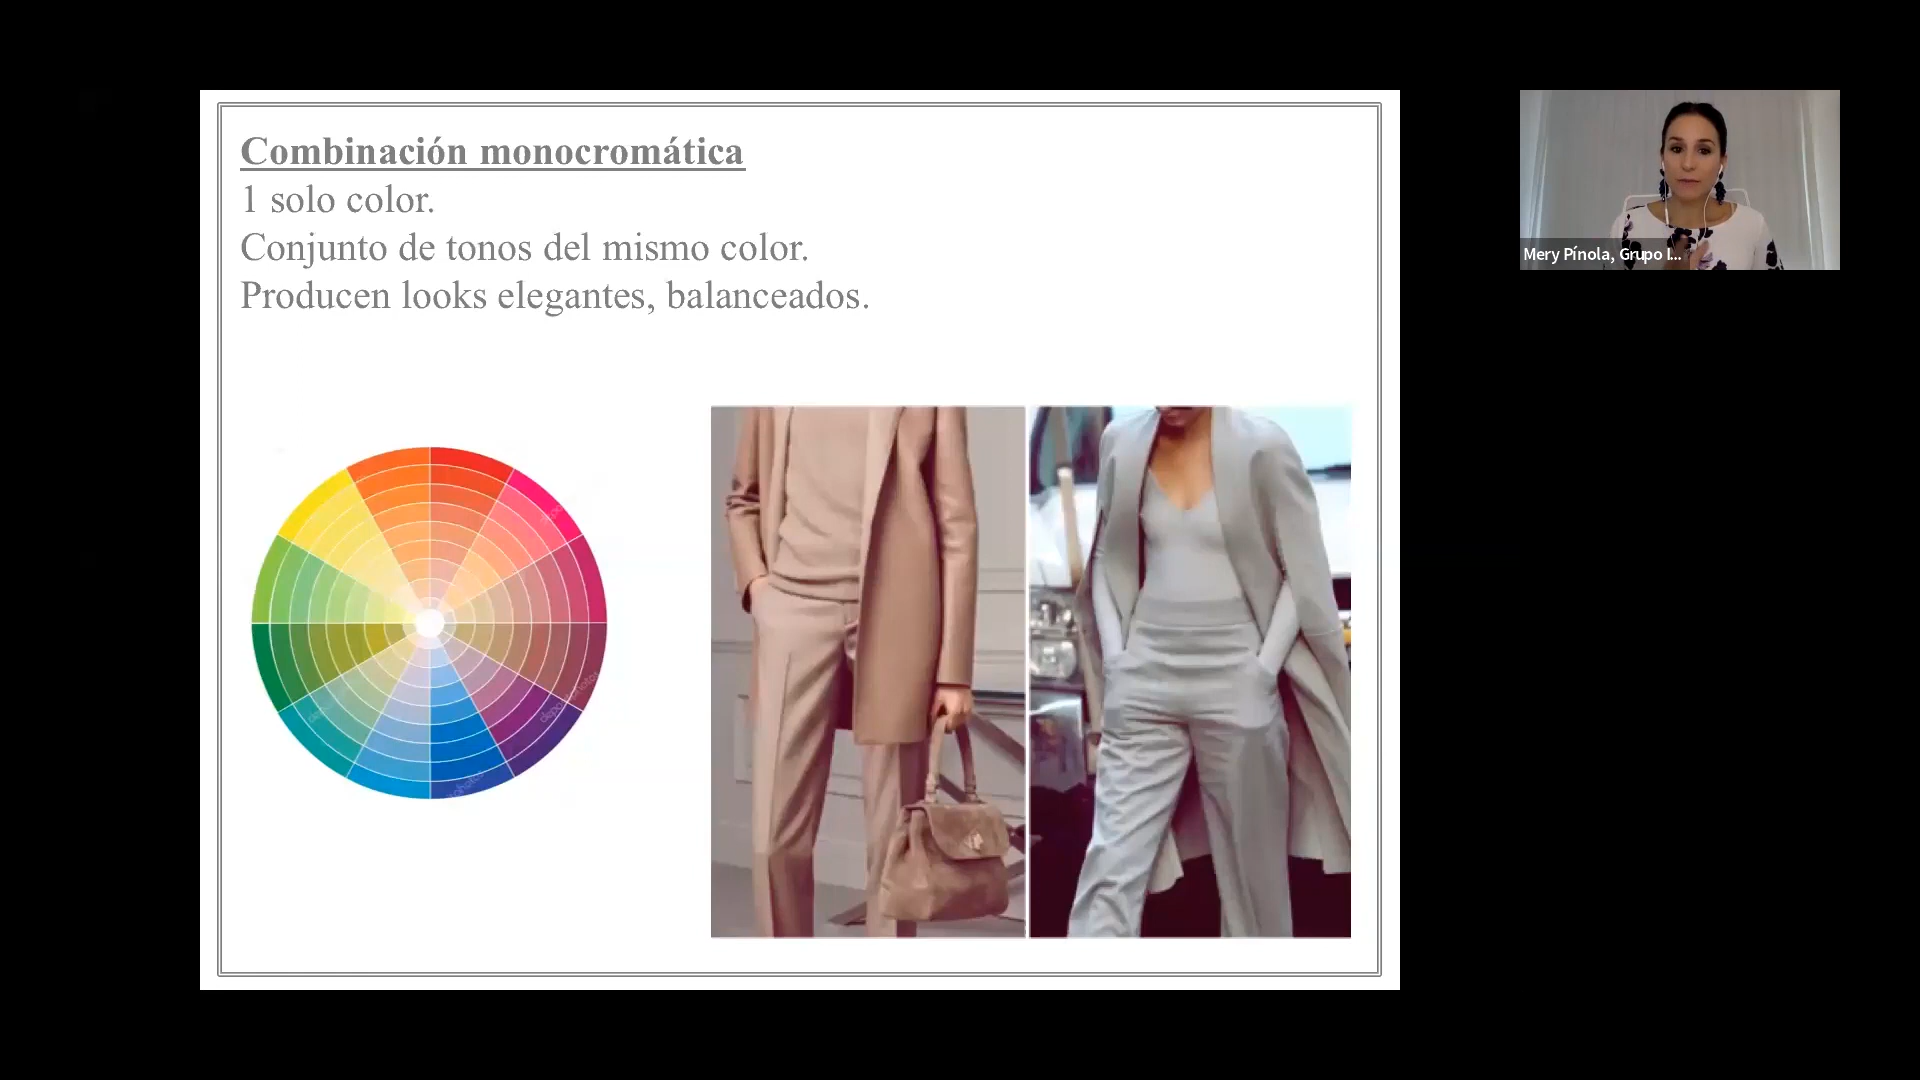 Combinación monocromática
1 solo color.
Conjunto de tonos del mismo color.
Producen looks elegantes, balanceados.
Mery Pínola, Grupo I...